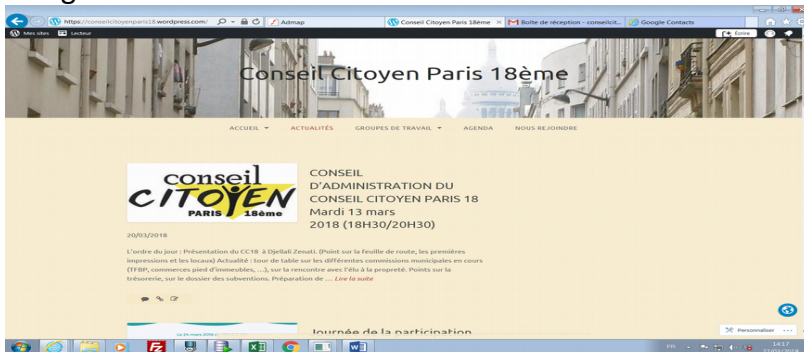 https://conseilcitoyenparis18.wordpress.com/
Admap
Conseil Citoyen Paris 18ème
Boîte de réception - conseilcit...
Google Contacts
Mes sites
Lecteur
Écrire
Conseil Citoyen Paris 18ème
ACCUEIL
ACTUALITÉS
GROUPES DE TRAVAIL
AGENDA
NOUS REJOINDRE
conseil
CITOYEN
PARIS 18ème
CONSEIL
D'ADMINISTRATION DU
CONSEIL CITOYEN PARIS 18
Mardi 13 mars
2018 (18H30/20H30)
20/03/2018
L'ordre du jour : Présentation du CC18 à Djellali Zenati. (Point sur la feuille de route, les premières
impressions et les locaux) Actualité : tour de table sur les différentes commissions municipales en cours
(TFBP, commerces pied d'immeubles, ...), sur la rencontre avec l'élu à la propreté. Points sur la
trésorerie, sur le dossier des subventions. Préparation de … Lire la suite
Journée de la participation
Personnaliser
FR
14:17